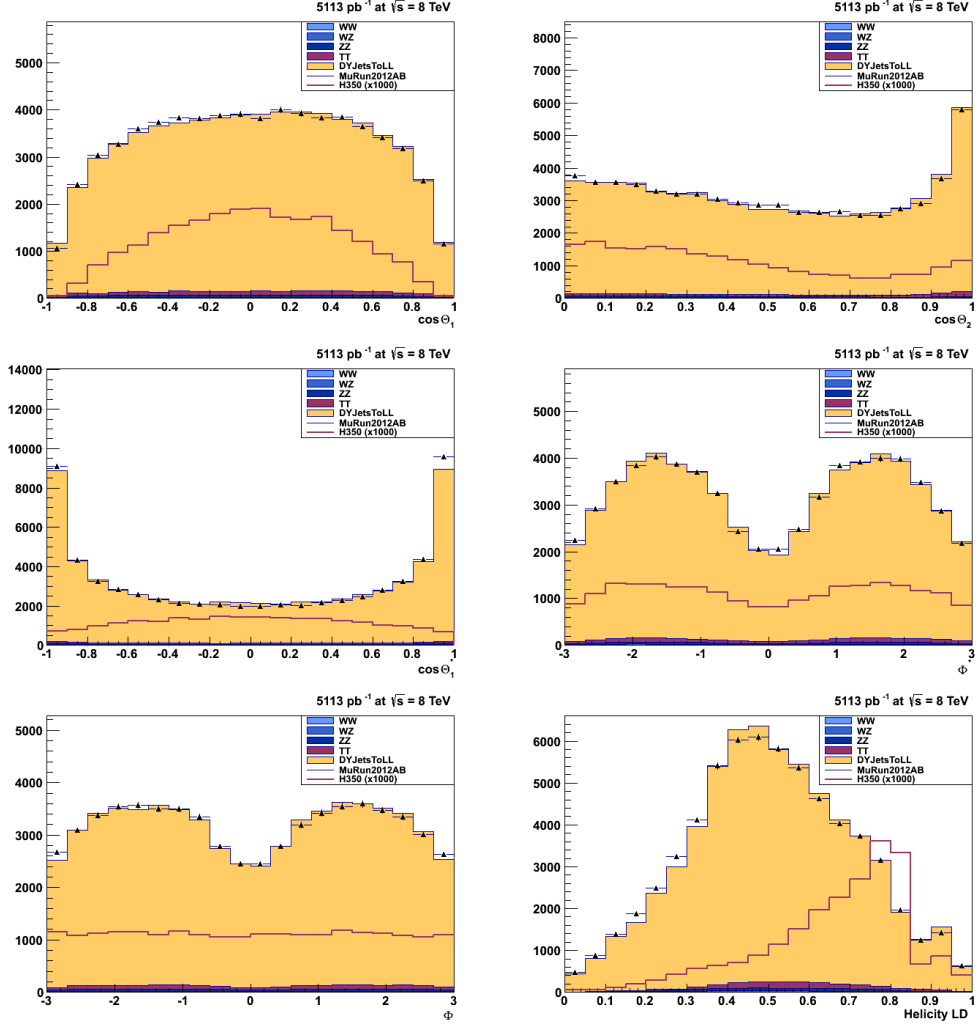 5113 pb⁻¹ at √s = 8 TeV
WW
WZ
ZZ
TT
DYJetsToLL
MuRun2012AB
H350 (x1000)
5000
4000
3000
2000
1000
0
-1 -0.8 -0.6 -0.4 -0.2 0 0.2 0.4 0.6 0.8 1
cosΘ₁
5113 pb⁻¹ at √s = 8 TeV
WW
WZ
ZZ
TT
DYJetsToLL
MuRun2012AB
H350 (x1000)
8000
7000
6000
5000
4000
3000
2000
1000
0
0 0.1 0.2 0.3 0.4 0.5 0.6 0.7 0.8 0.9 1
cosΘ₂
5113 pb⁻¹ at √s = 8 TeV
WW
WZ
ZZ
TT
DYJetsToLL
MuRun2012AB
H350 (x1000)
14000
12000
10000
8000
6000
4000
2000
0
-1 -0.8 -0.6 -0.4 -0.2 0 0.2 0.4 0.6 0.8 1
cosΘ₁*
5113 pb⁻¹ at √s = 8 TeV
WW
WZ
ZZ
TT
DYJetsToLL
MuRun2012AB
H350 (x1000)
5000
4000
3000
2000
1000
0
-3 -2 -1 0 1 2 3
Φ*
5113 pb⁻¹ at √s = 8 TeV
WW
WZ
ZZ
TT
DYJetsToLL
MuRun2012AB
H350 (x1000)
5000
4000
3000
2000
1000
0
-3 -2 -1 0 1 2 3
Φ
5113 pb⁻¹ at √s = 8 TeV
WW
WZ
ZZ
TT
DYJetsToLL
MuRun2012AB
H350 (x1000)
6000
5000
4000
3000
2000
1000
0
0 0.1 0.2 0.3 0.4 0.5 0.6 0.7 0.8 0.9 1
Helicity LD